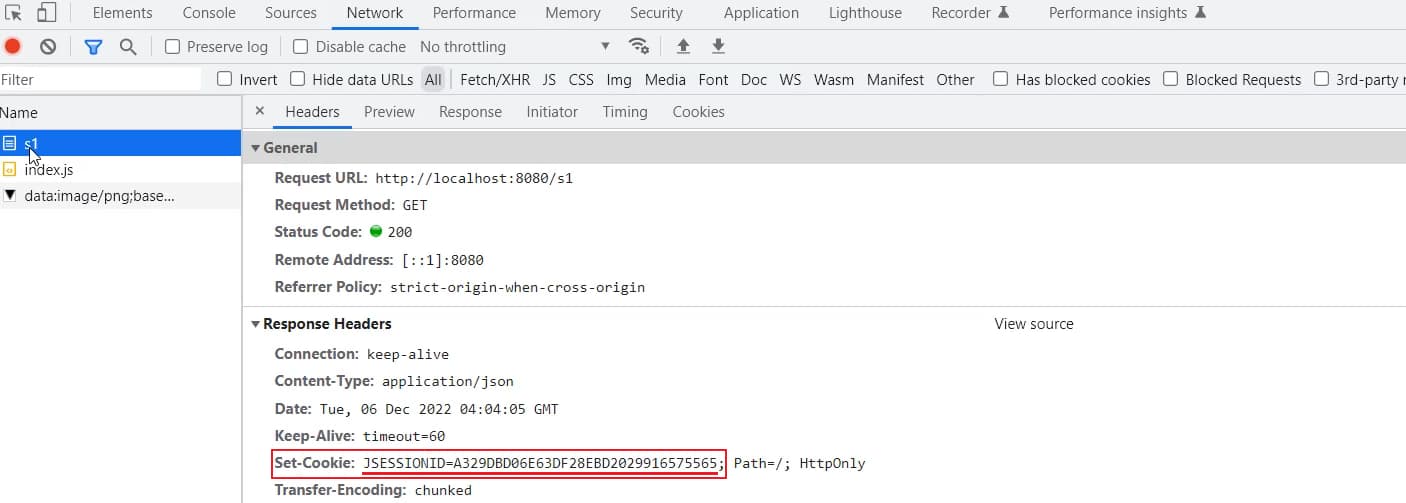 Elements Console Sources Network Performance Memory Security Application Lighthouse Recorder Performance insights
Preserve log Disable cache No throttling
Filter Invert Hide data URLs All Fetch/XHR JS CSS Img Media Font Doc WS Wasm Manifest Other Has blocked cookies Blocked Requests 3rd-party r
Name × Headers Preview Response Initiator Timing Cookies
s1
index.js
data:image/png;base...
General
Request URL: http://localhost:8080/s1
Request Method: GET
Status Code: 200
Remote Address: [::1]:8080
Referrer Policy: strict-origin-when-cross-origin
Response Headers View source
Connection: keep-alive
Content-Type: application/json
Date: Tue, 06 Dec 2022 04:04:05 GMT
Keep-Alive: timeout=60
Set-Cookie: JSESSIONID=A329DBD06E63DF28EBD2029916575565; Path=/; HttpOnly
Transfer-Encoding: chunked